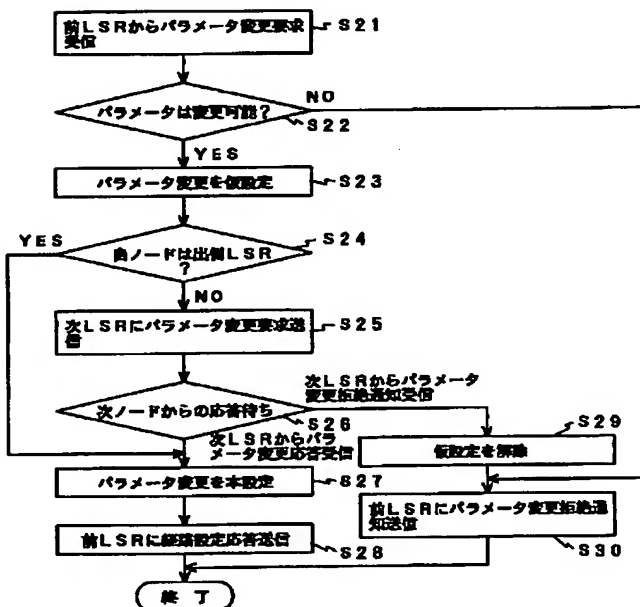 前LSRからパラメータ変更要求
受信
S21
パラメータは変更可能?
NO
S22
YES
パラメータ変更を仮設定
S23
YES
自ノードは出側LSR
?
S24
NO
次LSRにパラメータ変更要求送
信
S25
次ノードからの応答待ち
S26
次LSRからパラメータ
変更拒絶通知受信
次LSRからパラ
メータ変更応答受信
S29
仮設定を解除
パラメータ変更を本設定
S27
前LSRにパラメータ変更拒絶通
知送信
S30
前LSRに経路設定応答送信
S28
終 了